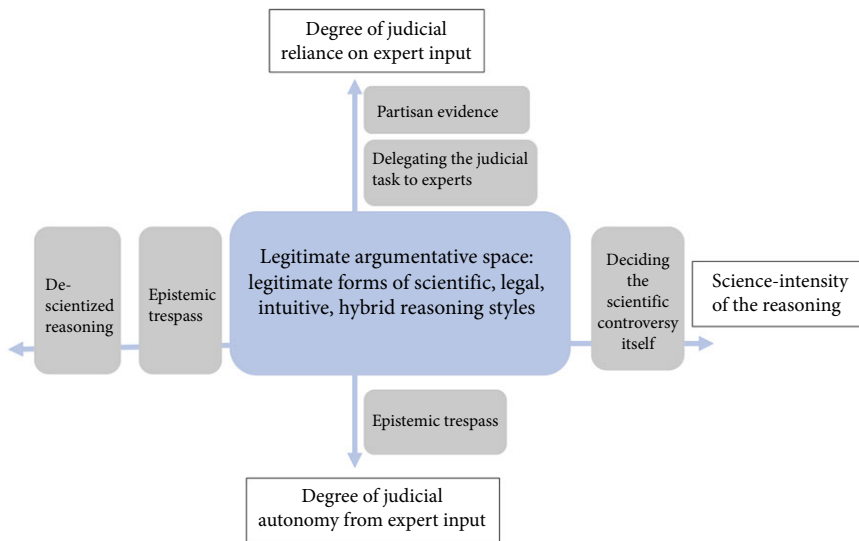 Degree of judicial
reliance on expert input
Partisan evidence
Delegating the judicial
task to experts
Legitimate argumentative space:
legitimate forms of scientific, legal,
intuitive, hybrid reasoning styles
De-
scientized
reasoning
Epistemic
trespass
Deciding
the
scientific
controversy
itself
Science-intensity
of the reasoning
Epistemic trespass
Degree of judicial
autonomy from expert input